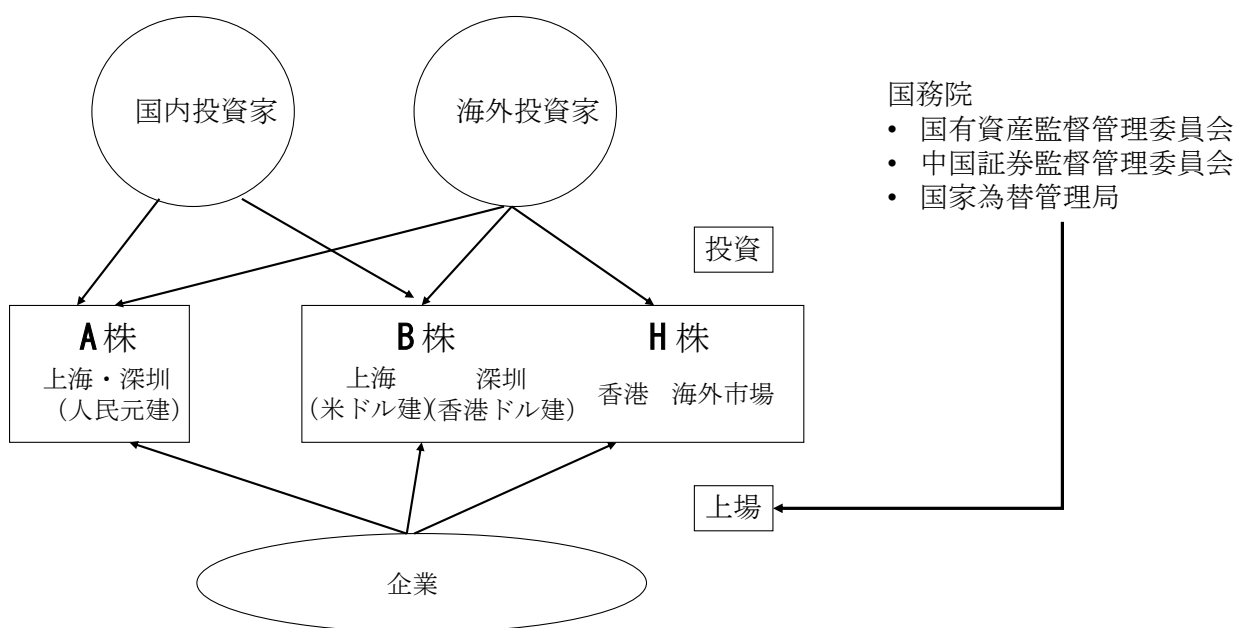 国内投資家
海外投資家
国務院
• 国有資産監督管理委員会
• 中国証券監督管理委員会
• 国家為替管理局
投資
A株
上海・深圳
(人民元建)
B株
上海
(米ドル建)
深圳
(香港ドル建)
H株
香港 海外市場
上場
企業